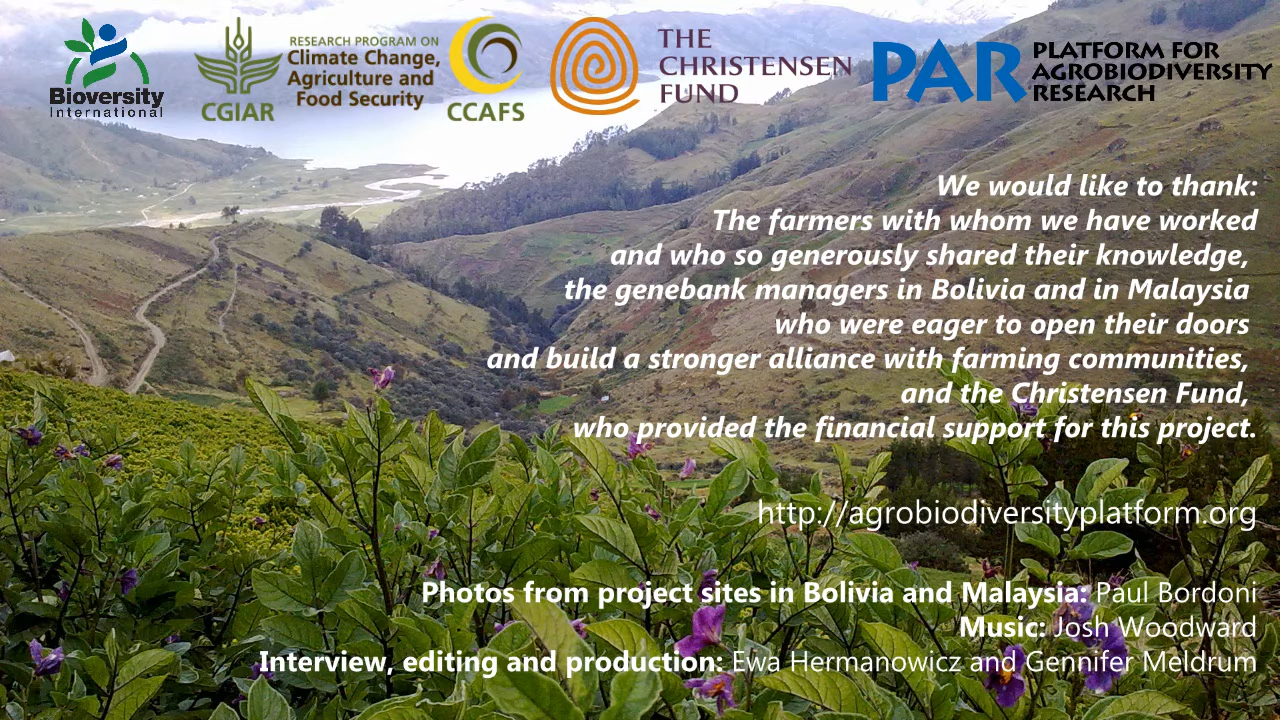 Bioversity
International
CGIAR
RESEARCH PROGRAM ON
Climate Change,
Agriculture and
Food Security
CCAFS
THE
CHRISTENSEN
FUND
PAR
PLATFORM FOR
AGROBIODIVERSITY
RESEARCH
We would like to thank:
The farmers with whom we have worked
and who so generously shared their knowledge,
the genebank managers in Bolivia and in Malaysia
who were eager to open their doors
and build a stronger alliance with farming communities,
and the Christensen Fund,
who provided the financial support for this project.
http://agrobiodiversityplatform.org
Photos from project sites in Bolivia and Malaysia: Paul Bordoni
Music: Josh Woodward
Interview, editing and production: Ewa Hermanowicz and Gennifer Meldrum